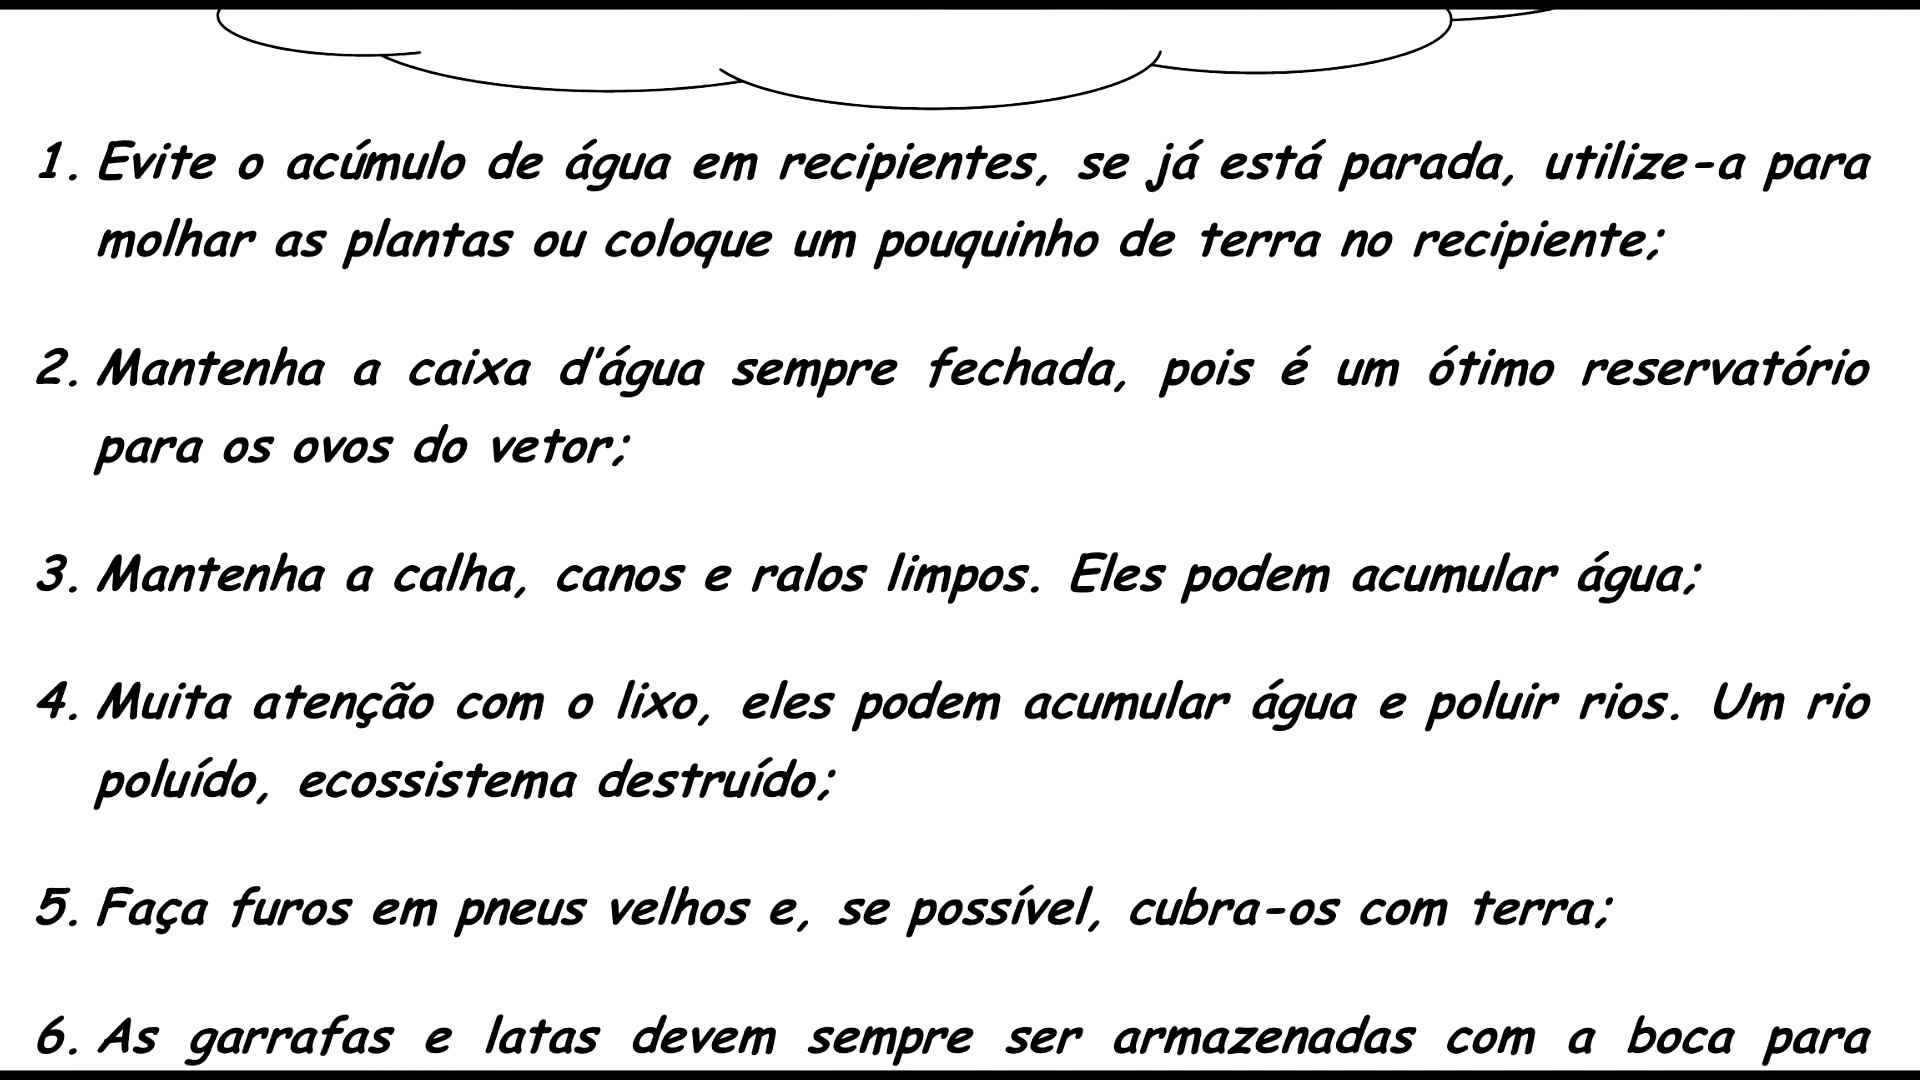 1. Evite o acúmulo de água em recipientes, se já está parada, utilize-a para
molhar as plantas ou coloque um pouquinho de terra no recipiente;
2. Mantenha a caixa d’água sempre fechada, pois é um ótimo reservatório
para os ovos do vetor;
3. Mantenha a calha, canos e ralos limpos. Eles podem acumular água;
4. Muita atenção com o lixo, eles podem acumular água e poluir rios. Um rio
poluído, ecossistema destruído;
5. Faça furos em pneus velhos e, se possível, cubra-os com terra;
6. As garrafas e latas devem sempre ser armazenadas com a boca para